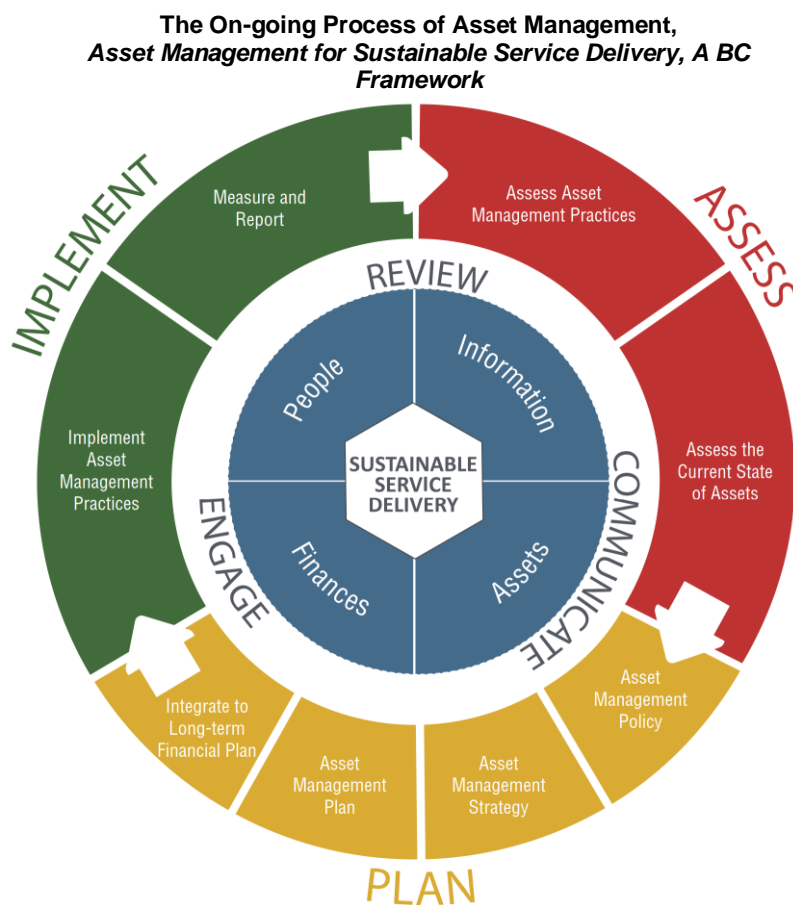 The On-going Process of Asset Management,
Asset Management for Sustainable Service Delivery, A BC
Framework
IMPLEMENT
Measure and
Report
Assess Asset
Management Practices
ASSESS
REVIEW
People
Information
Implement
Asset
Management
Practices
SUSTAINABLE
SERVICE
DELIVERY
Assess the
Current State
of Assets
ENGAGE
COMMUNICATE
Finances
Assets
Integrate to
Long-term
Financial Plan
Asset
Management
Plan
Asset
Management
Strategy
Asset
Management
Policy
PLAN